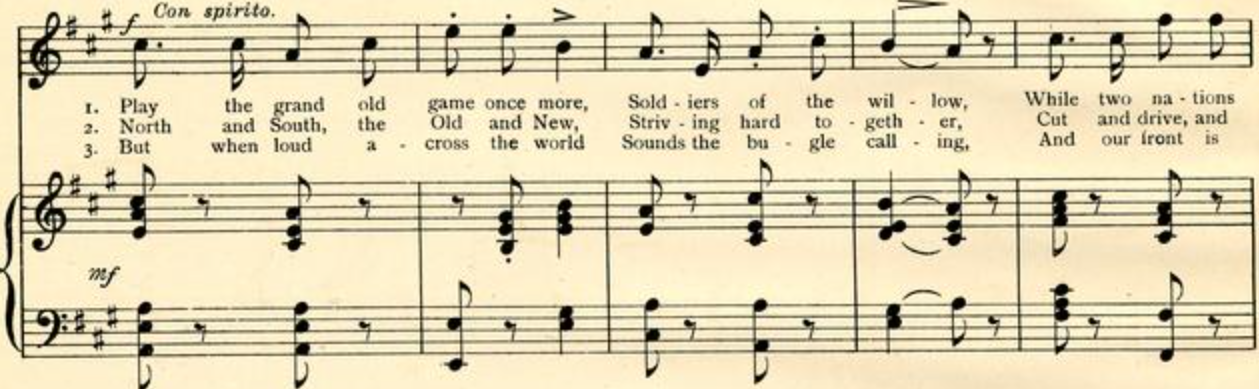 f Con spirito.
1. Play the grand old game once more, Sold - iers of the wil - low, While two na - tions
2. North and South, the Old and New, Striv - ing hard to - geth - er, Cut and drive, and
3. But when loud a - cross the world Sounds the bu - gle call - ing, And our front is
mf